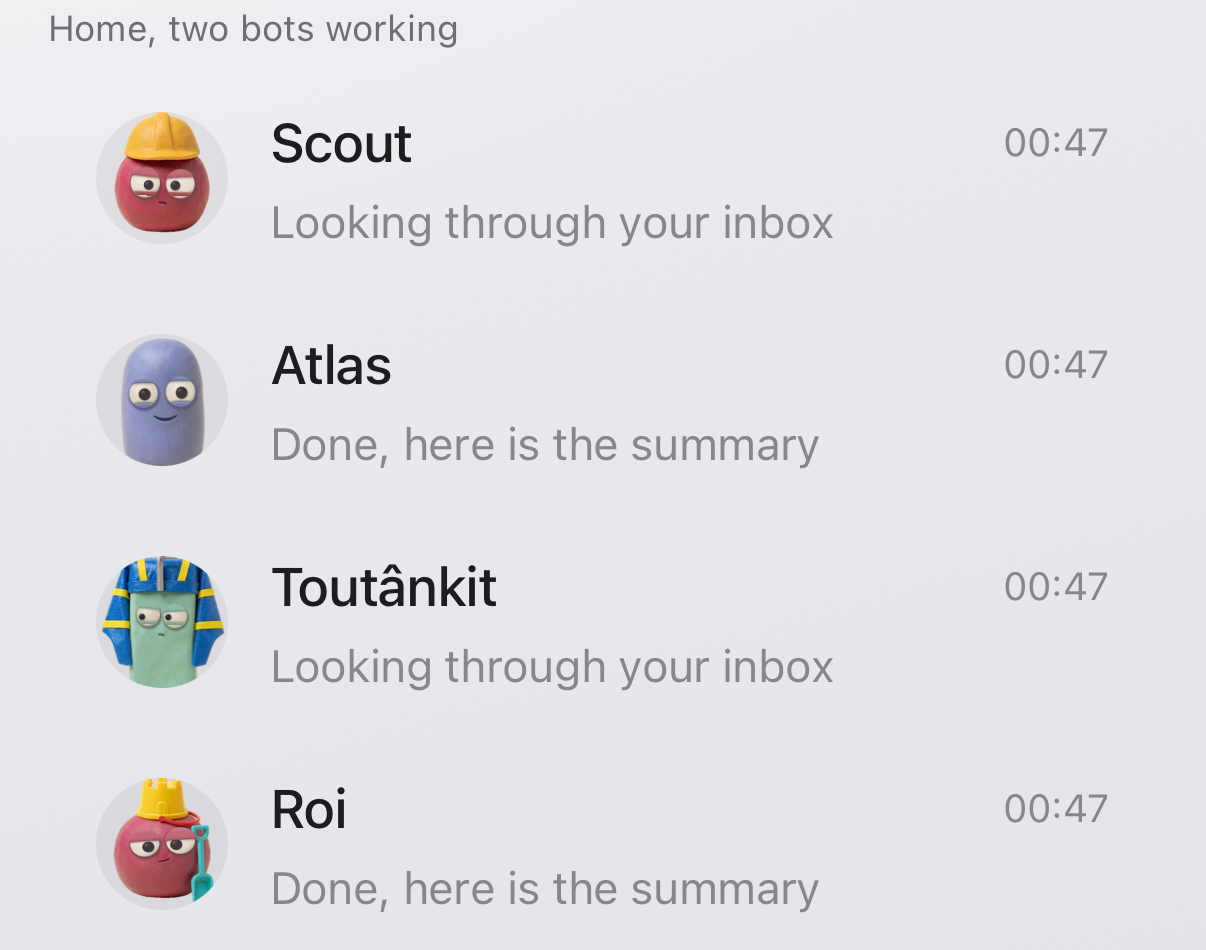 Home, two bots working
Scout
00:47
Looking through your inbox
Atlas
00:47
Done, here is the summary
Toutânkit
00:47
Looking through your inbox
Roi
00:47
Done, here is the summary